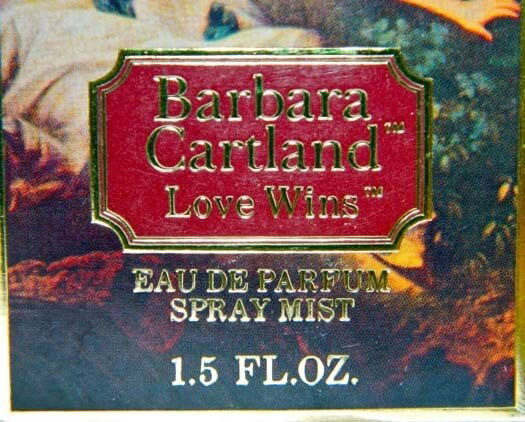 Barbara
Cartland™
Love Wins™
EAU DE PARFUM
SPRAY MIST
1.5 FL.OZ.